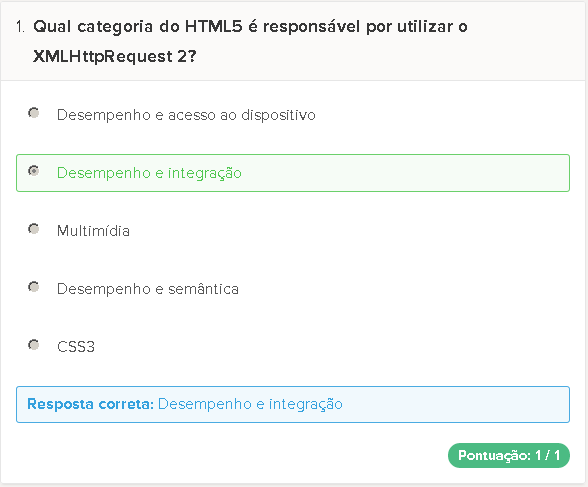 1. Qual categoria do HTML5 é responsável por utilizar o
XMLHttpRequest 2?
Desempenho e acesso ao dispositivo
Desempenho e integração
Multimídia
Desempenho e semântica
CSS3
Resposta correta: Desempenho e integração
Pontuação: 1 / 1